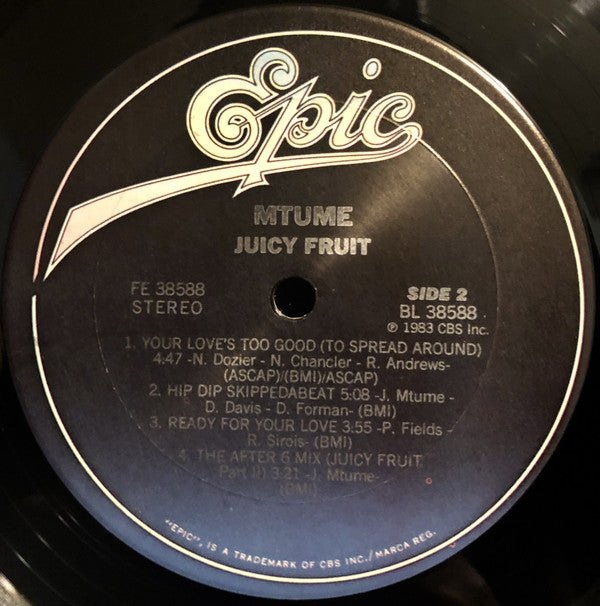 Epic
MTUME
JUICY FRUIT
FE 38588
STEREO
SIDE 2
BL 38588
℗ 1983 CBS Inc.
1. YOUR LOVE'S TOO GOOD (TO SPREAD AROUND)
4:47 -N. Dozier - N. Chancler - R. Andrews-
(ASCAP)/(BMI)/ASCAP)
2. HIP DIP SKIPPEDABEAT 5:08 -J. Mtume -
D. Davis - D. Forman- (BMI)
3. READY FOR YOUR LOVE 3:55 -P. Fields -
R. Sirois- (BMI)
4. THE AFTER 6 MIX (JUICY FRUIT
Part II) 3:21 -J. Mtume-
(BMI)
"EPIC", IS A TRADEMARK OF CBS INC./MARCA REG.